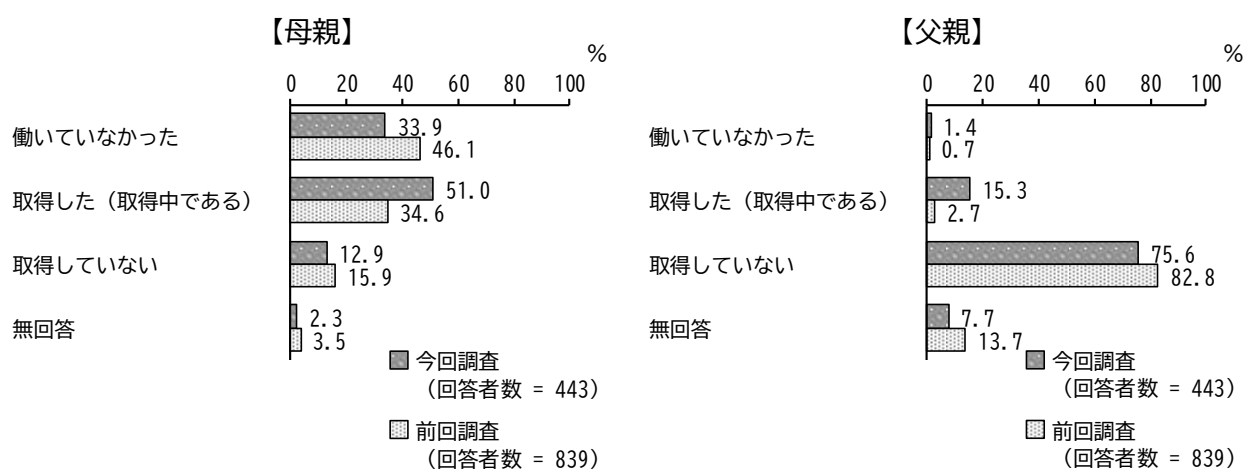 【母親】
%
0 20 40 60 80 100
働いていなかった
33.9
46.1
取得した（取得中である）
51.0
34.6
取得していない
12.9
15.9
無回答
2.3
3.5
今回調査
（回答者数 = 443）
前回調査
（回答者数 = 839）
【父親】
%
0 20 40 60 80 100
働いていなかった
1.4
0.7
取得した（取得中である）
15.3
2.7
取得していない
75.6
82.8
無回答
7.7
13.7
今回調査
（回答者数 = 443）
前回調査
（回答者数 = 839）